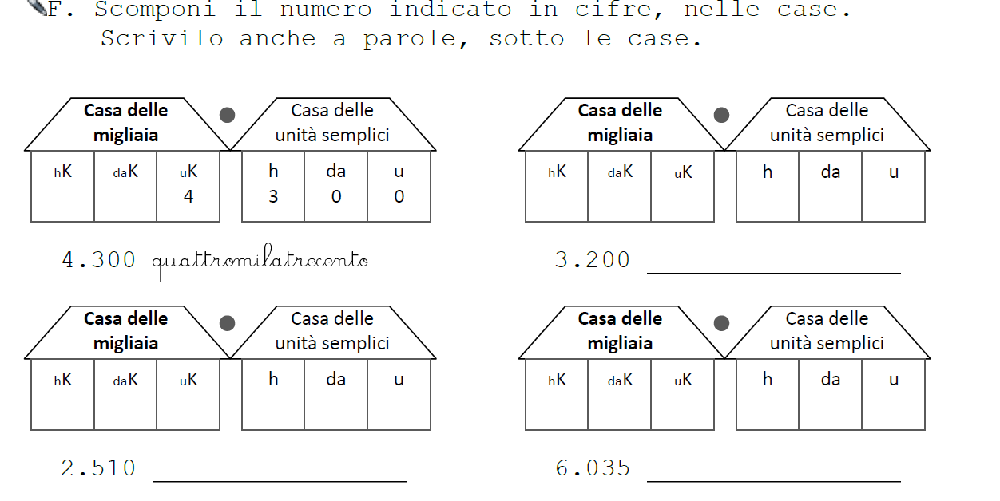 F. Scomponi il numero indicato in cifre, nelle case.
Scrivilo anche a parole, sotto le case.
Casa delle migliaia
Casa delle unità semplici
hK daK uK h da u
4 3 0 0
4.300 quattromilatrecento
Casa delle migliaia
Casa delle unità semplici
hK daK uK h da u
3.200
Casa delle migliaia
Casa delle unità semplici
hK daK uK h da u
2.510
Casa delle migliaia
Casa delle unità semplici
hK daK uK h da u
6.035